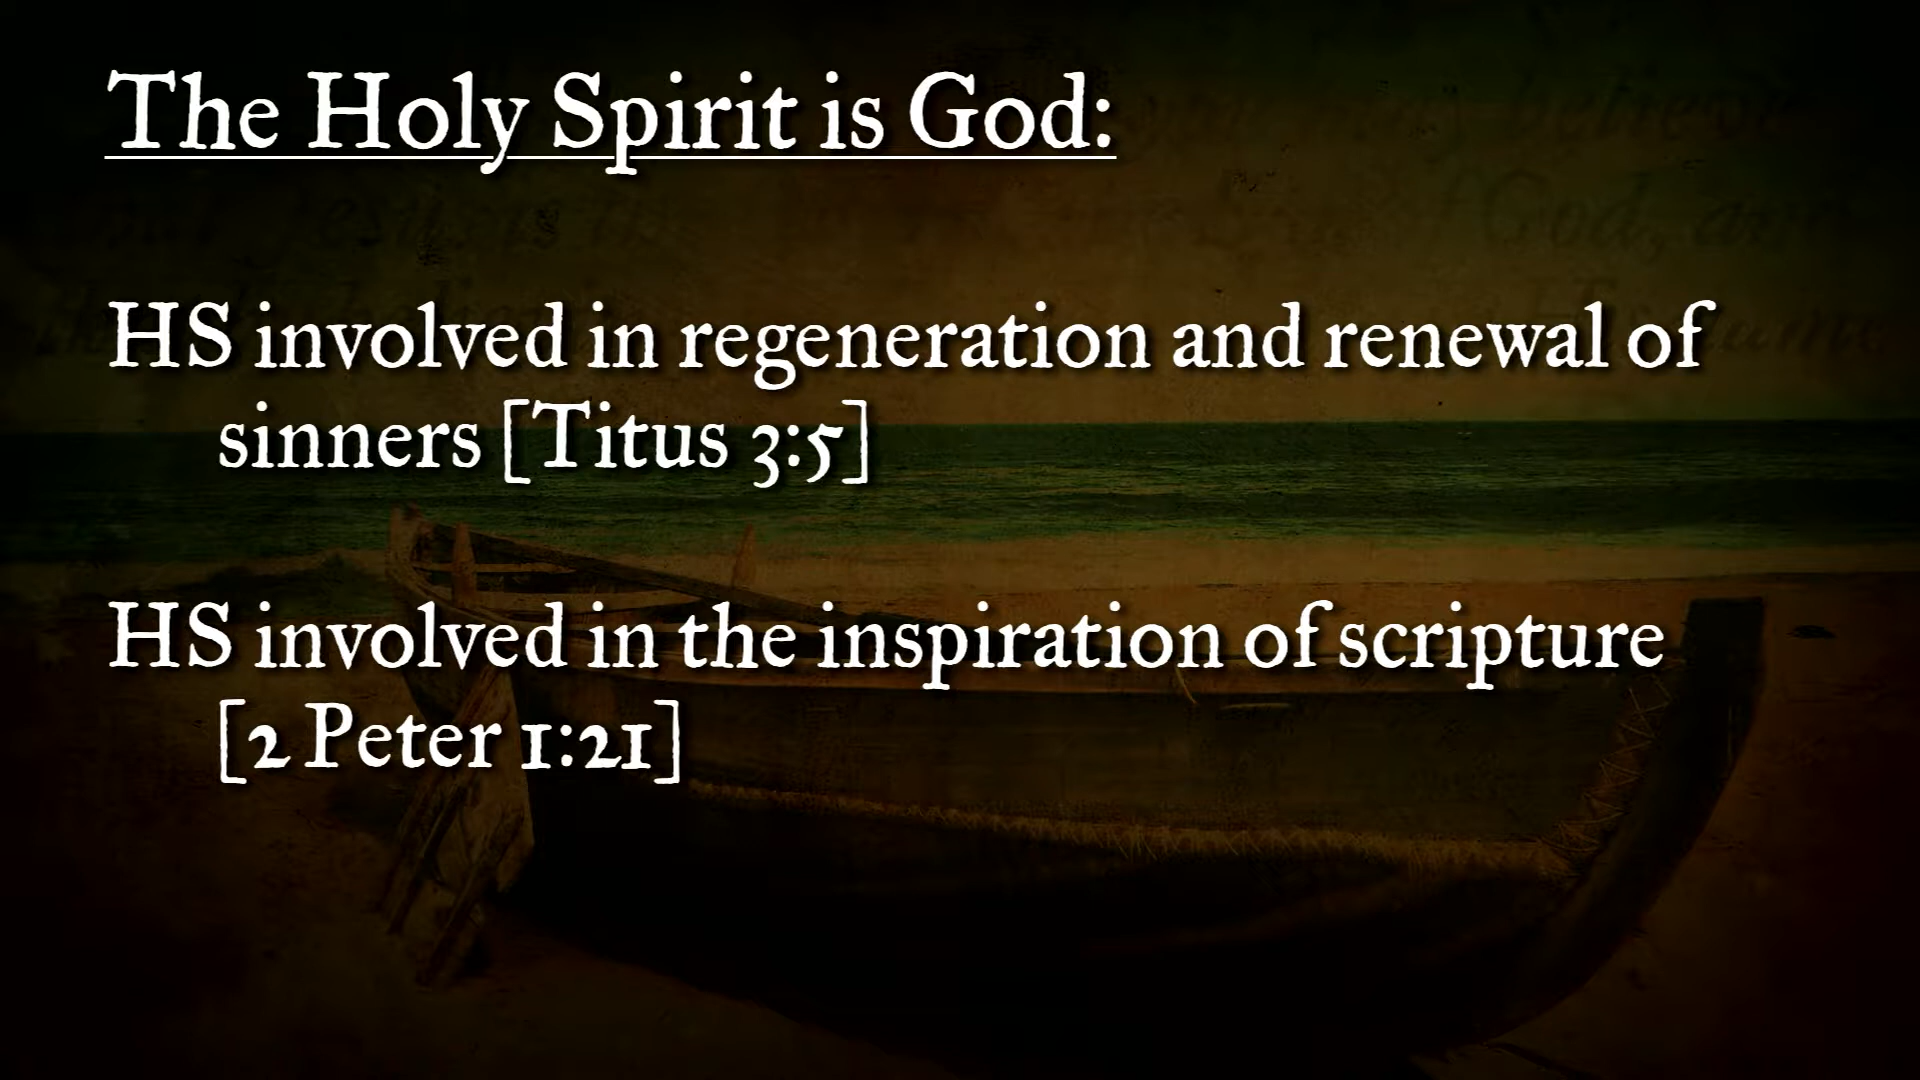 The Holy Spirit is God:
HS involved in regeneration and renewal of
sinners [Titus 3:5]
HS involved in the inspiration of scripture
[2 Peter 1:21]